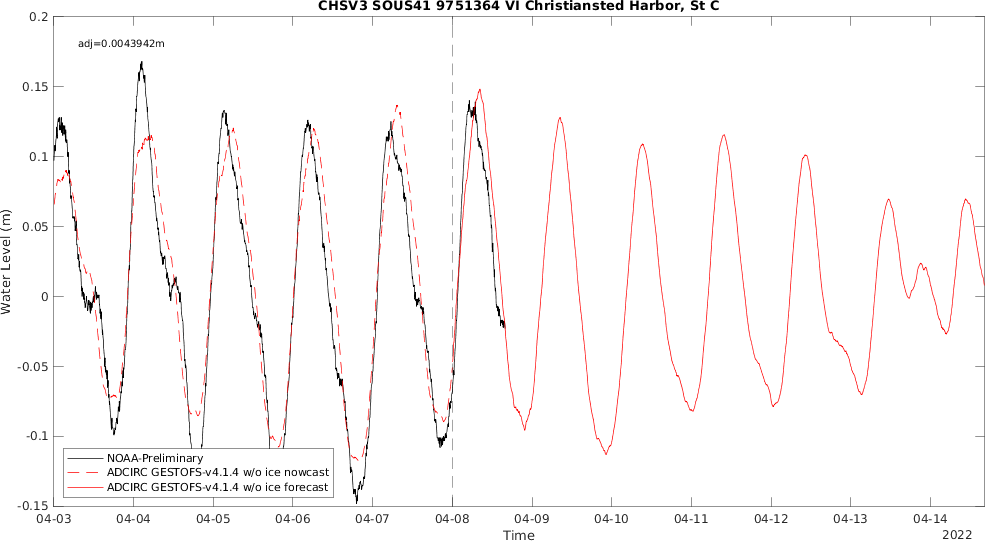 CHSV3 SOUS41 9751364 VI Christiansted Harbor, St C
adj=0.0043942m
0.2
0.15
0.1
0.05
0
-0.05
-0.1
-0.15
Water Level (m)
NOAA-Preliminary
ADCIRC GESTOFS-v4.1.4 w/o ice nowcast
ADCIRC GESTOFS-v4.1.4 w/o ice forecast
04-03 04-04 04-05 04-06 04-07 04-08 04-09 04-10 04-11 04-12 04-13 04-14
Time
2022